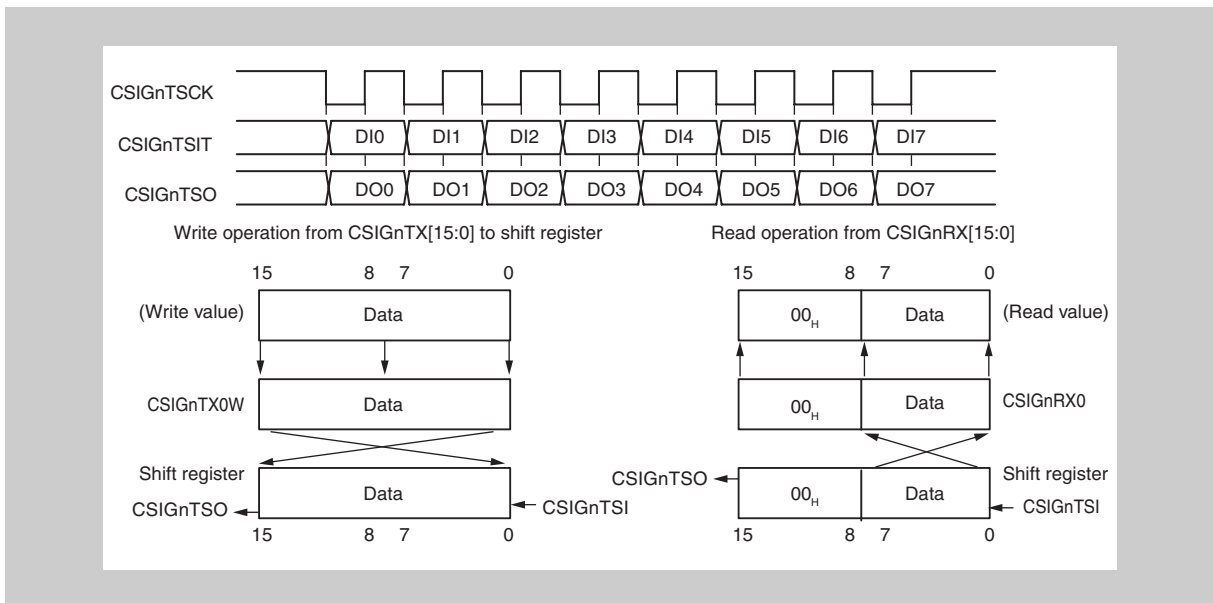 CSIGnTSCK
CSIGnTSIT DI0 DI1 DI2 DI3 DI4 DI5 DI6 DI7
CSIGnTSO DO0 DO1 DO2 DO3 DO4 DO5 DO6 DO7
Write operation from CSIGnTX[15:0] to shift register
15 8 7 0
(Write value) Data
CSIGnTX0W Data
Shift register
CSIGnTSO Data CSIGnTSI
15 8 7 0
Read operation from CSIGnRX[15:0]
15 8 7 0
00H Data (Read value)
00H Data CSIGnRX0
Shift register
CSIGnTSO 00H Data CSIGnTSI
15 8 7 0